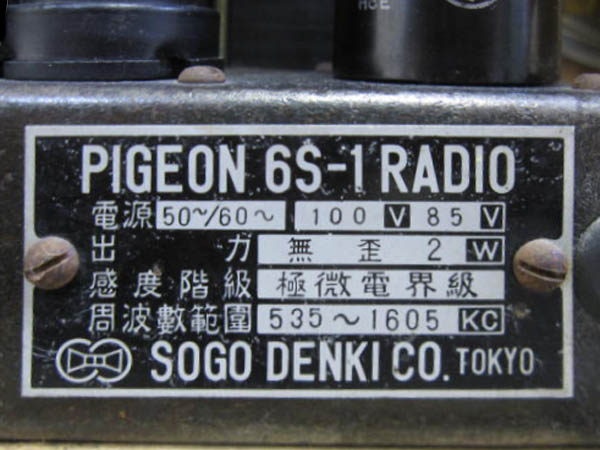 PIGEON 6S-1 RADIO
電源 50~/60~ 100 V 85 V
出力 無歪 2 W
感度階級 極微電界級
周波數範圍 535~1605 KC
SOGO DENKI CO. TOKYO